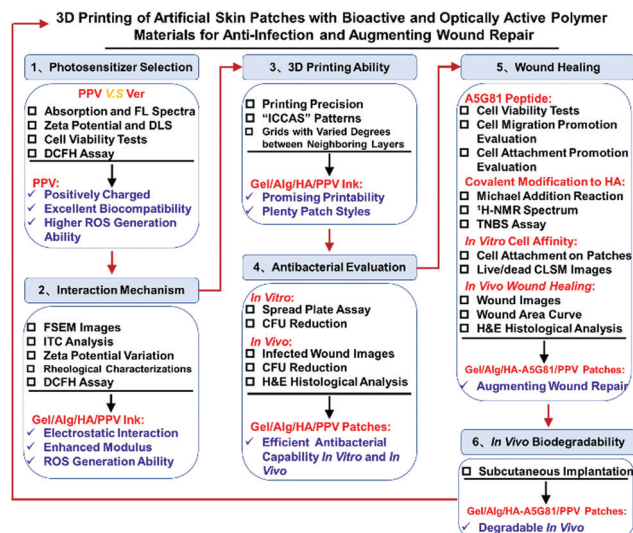 3D Printing of Artificial Skin Patches with Bioactive and Optically Active Polymer
Materials for Anti-Infection and Augmenting Wound Repair
1、Photosensitizer Selection
PPV V.S Ver
Absorption and FL Spectra
Zeta Potential and DLS
Cell Viability Tests
DCFH Assay
PPV:
✓ Positively Charged
✓ Excellent Biocompatibility
✓ Higher ROS Generation
Ability
2、Interaction Mechanism
FSEM Images
ITC Analysis
Zeta Potential Variation
Rheological Characterizations
DCFH Assay
Gel/Alg/HA/PPV Ink:
✓ Electrostatic Interaction
✓ Enhanced Modulus
✓ ROS Generation Ability
3、3D Printing Ability
Printing Precision
“ICCAS” Patterns
Grids with Varied Degrees
between Neighboring Layers
Gel/Alg/HA/PPV Ink:
✓ Promising Printability
✓ Plenty Patch Styles
4、Antibacterial Evaluation
In Vitro:
Spread Plate Assay
CFU Reduction
In Vivo:
Infected Wound Images
CFU Reduction
H&E Histological Analysis
Gel/Alg/HA/PPV Patches:
✓ Efficient Antibacterial
Capability In Vitro and In
Vivo
5、Wound Healing
A5G81 Peptide:
Cell Viability Tests
Cell Migration Promotion
Evaluation
Cell Attachment Promotion
Evaluation
Covalent Modification to HA:
Michael Addition Reaction
¹H-NMR Spectrum
TNBS Assay
In Vitro Cell Affinity:
Cell Attachment on Patches
Live/dead CLSM Images
In Vivo Wound Healing:
Wound Images
Wound Area Curve
H&E Histological Analysis
Gel/Alg/HA-A5G81/PPV Patches:
✓ Augmenting Wound Repair
6、In Vivo Biodegradability
Subcutaneous Implantation
Gel/Alg/HA-A5G81/PPV Patches:
✓ Degradable In Vivo